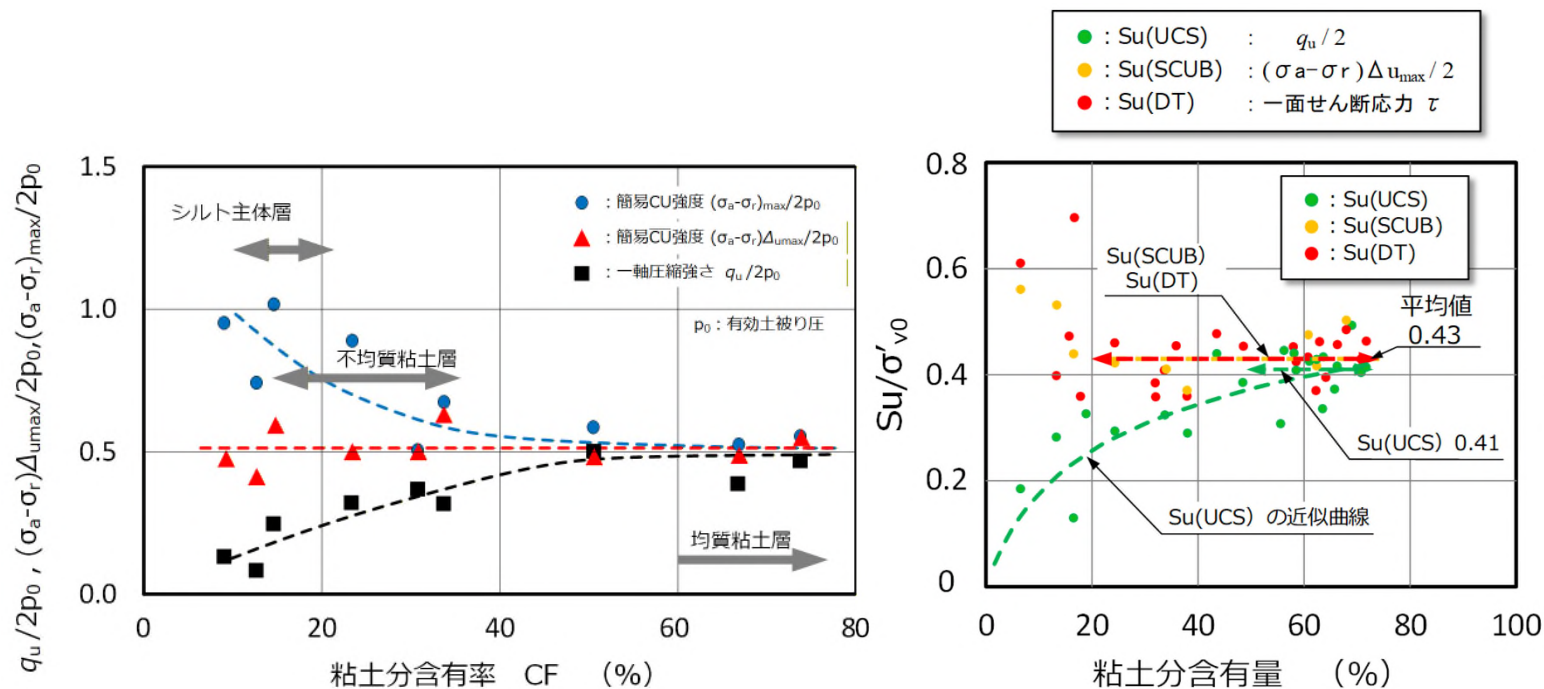 qu/2p0 , (σa-σr)Δumax/2p0,(σa-σr)max/2p0
1.5
1.0
0.5
0.0
0
20
40
60
80
粘土分含有率 CF （%）
シルト主体層
不均質粘土層
均質粘土層
: 簡易CU強度 (σa-σr)max/2p0
: 簡易C̅U̅強度 (σa-σr)Δumax/2p0
: 一軸圧縮強さ qu/2p0
p0 : 有効土被り圧
: Su(UCS) : qu / 2
: Su(SCUB) : (σa-σr)Δumax / 2
: Su(DT) : 一面せん断応力 τ
Su/σ'v0
0.8
0.6
0.4
0.2
0
0
20
40
60
80
100
粘土分含有量 （%）
: Su(UCS)
: Su(SCUB)
: Su(DT)
Su(SCUB)
Su(DT)
平均値
0.43
Su(UCS) 0.41
Su(UCS) の近似曲線